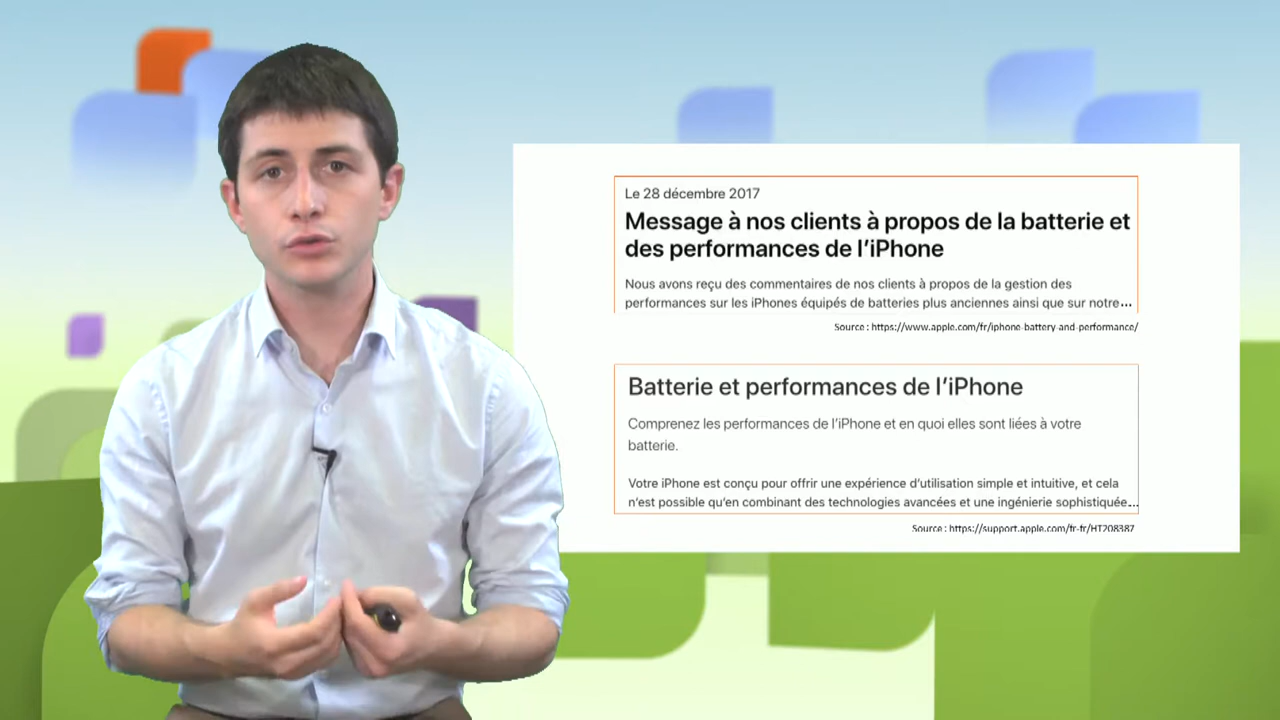 Le 28 décembre 2017
Message à nos clients à propos de la batterie et
des performances de l’iPhone
Nous avons reçu des commentaires de nos clients à propos de la gestion des
performances sur les iPhones équipés de batteries plus anciennes ainsi que sur notre...
Source : https://www.apple.com/fr/iphone-battery-and-performance/
Batterie et performances de l’iPhone
Comprenez les performances de l’iPhone et en quoi elles sont liées à votre
batterie.
Votre iPhone est conçu pour offrir une expérience d’utilisation simple et intuitive, et cela
n’est possible qu’en combinant des technologies avancées et une ingénierie sophistiquée...
Source : https://support.apple.com/fr-fr/HT208387